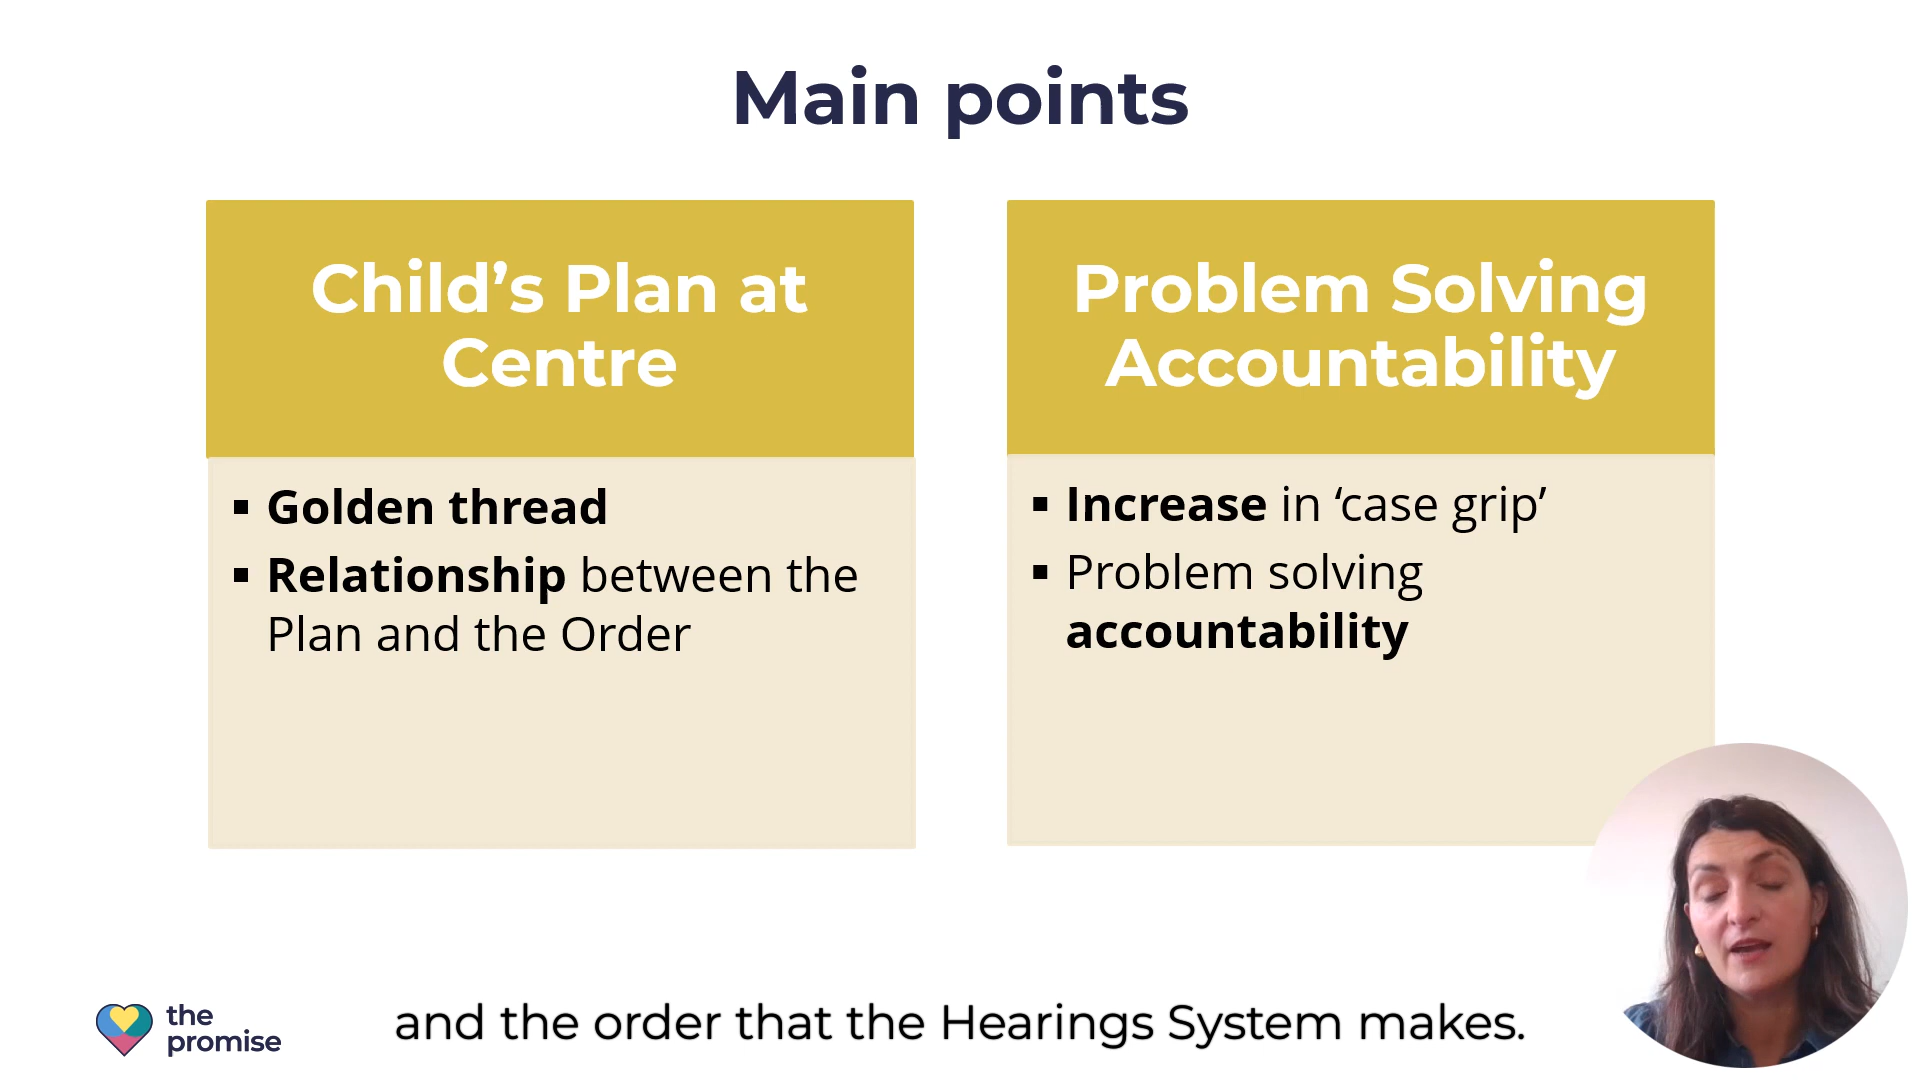 Main points
Child’s Plan at
Centre
▪ Golden thread
▪ Relationship between the
Plan and the Order
Problem Solving
Accountability
▪ Increase in ‘case grip’
▪ Problem solving
accountability
the
promise
and the order that the Hearings System makes.